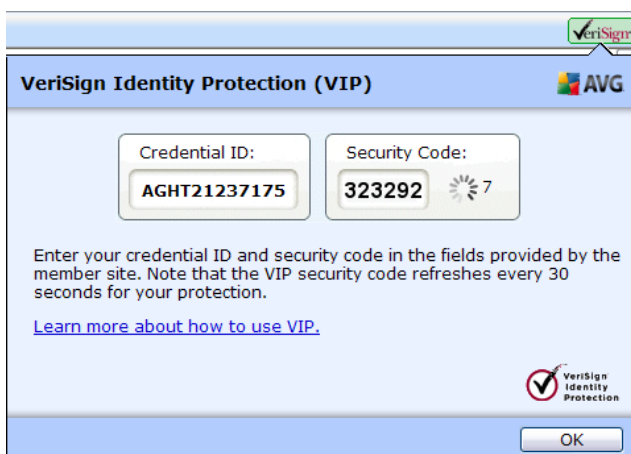 VeriSign
VeriSign Identity Protection (VIP)
AVG
Credential ID:
Security Code:
AGHT21237175
323292
7
Enter your credential ID and security code in the fields provided by the
member site. Note that the VIP security code refreshes every 30
seconds for your protection.
Learn more about how to use VIP.
VeriSign
Identity
Protection
OK